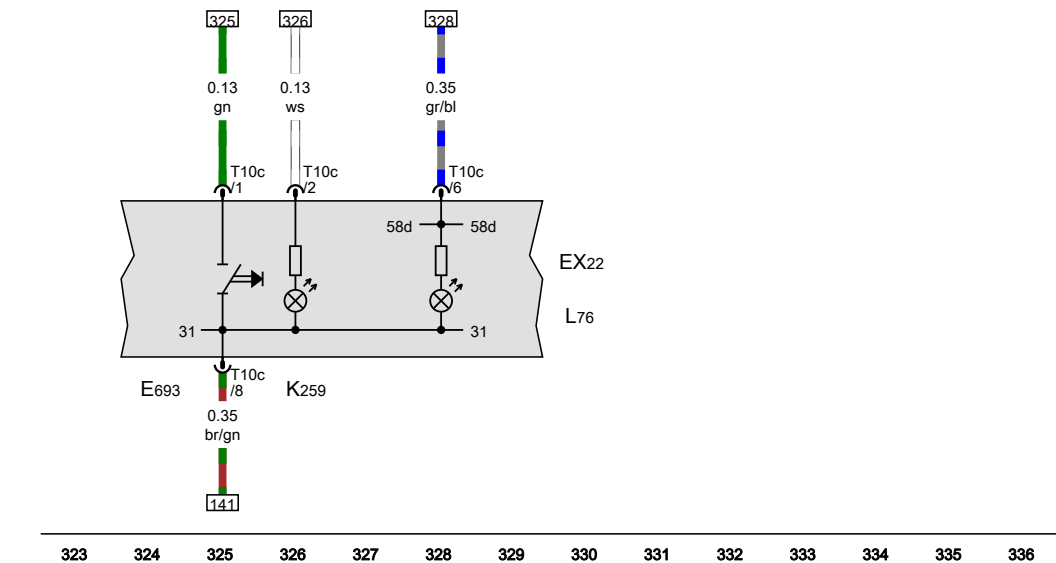 325 326 328
0.13 0.13 0.35
gn ws gr/bl
T10c T10c T10c
/1 /2 /6
58d 58d
EX22
L76
31 31
E693 T10c K259
/8
0.35
br/gn
141
323 324 325 326 327 328 329 330 331 332 333 334 335 336